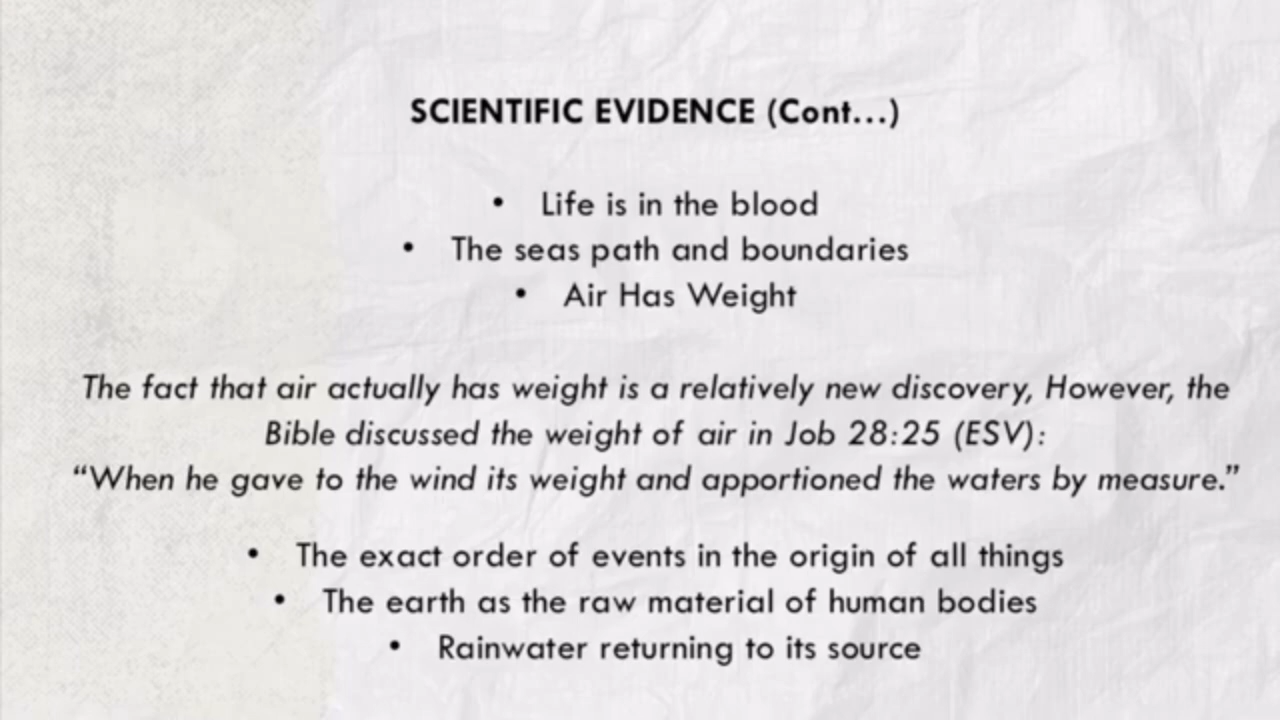 SCIENTIFIC EVIDENCE (Cont...)
• Life is in the blood
• The seas path and boundaries
• Air Has Weight
The fact that air actually has weight is a relatively new discovery, However, the
Bible discussed the weight of air in Job 28:25 (ESV):
“When he gave to the wind its weight and apportioned the waters by measure.”
• The exact order of events in the origin of all things
• The earth as the raw material of human bodies
• Rainwater returning to its source